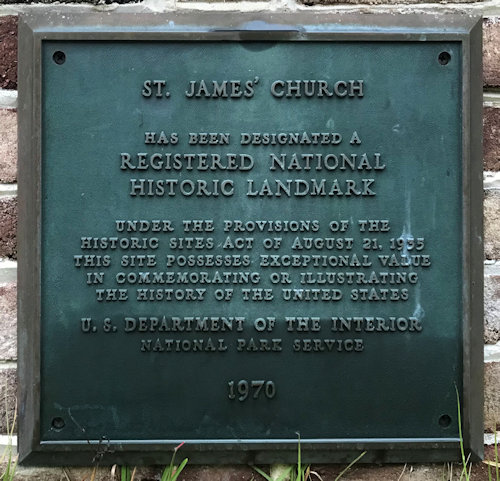 ST. JAMES' CHURCH
HAS BEEN DESIGNATED A
REGISTERED NATIONAL
HISTORIC LANDMARK
UNDER THE PROVISIONS OF THE
HISTORIC SITES ACT OF AUGUST 21, 1935
THIS SITE POSSESSES EXCEPTIONAL VALUE
IN COMMEMORATING OR ILLUSTRATING
THE HISTORY OF THE UNITED STATES
U. S. DEPARTMENT OF THE INTERIOR
NATIONAL PARK SERVICE
1970